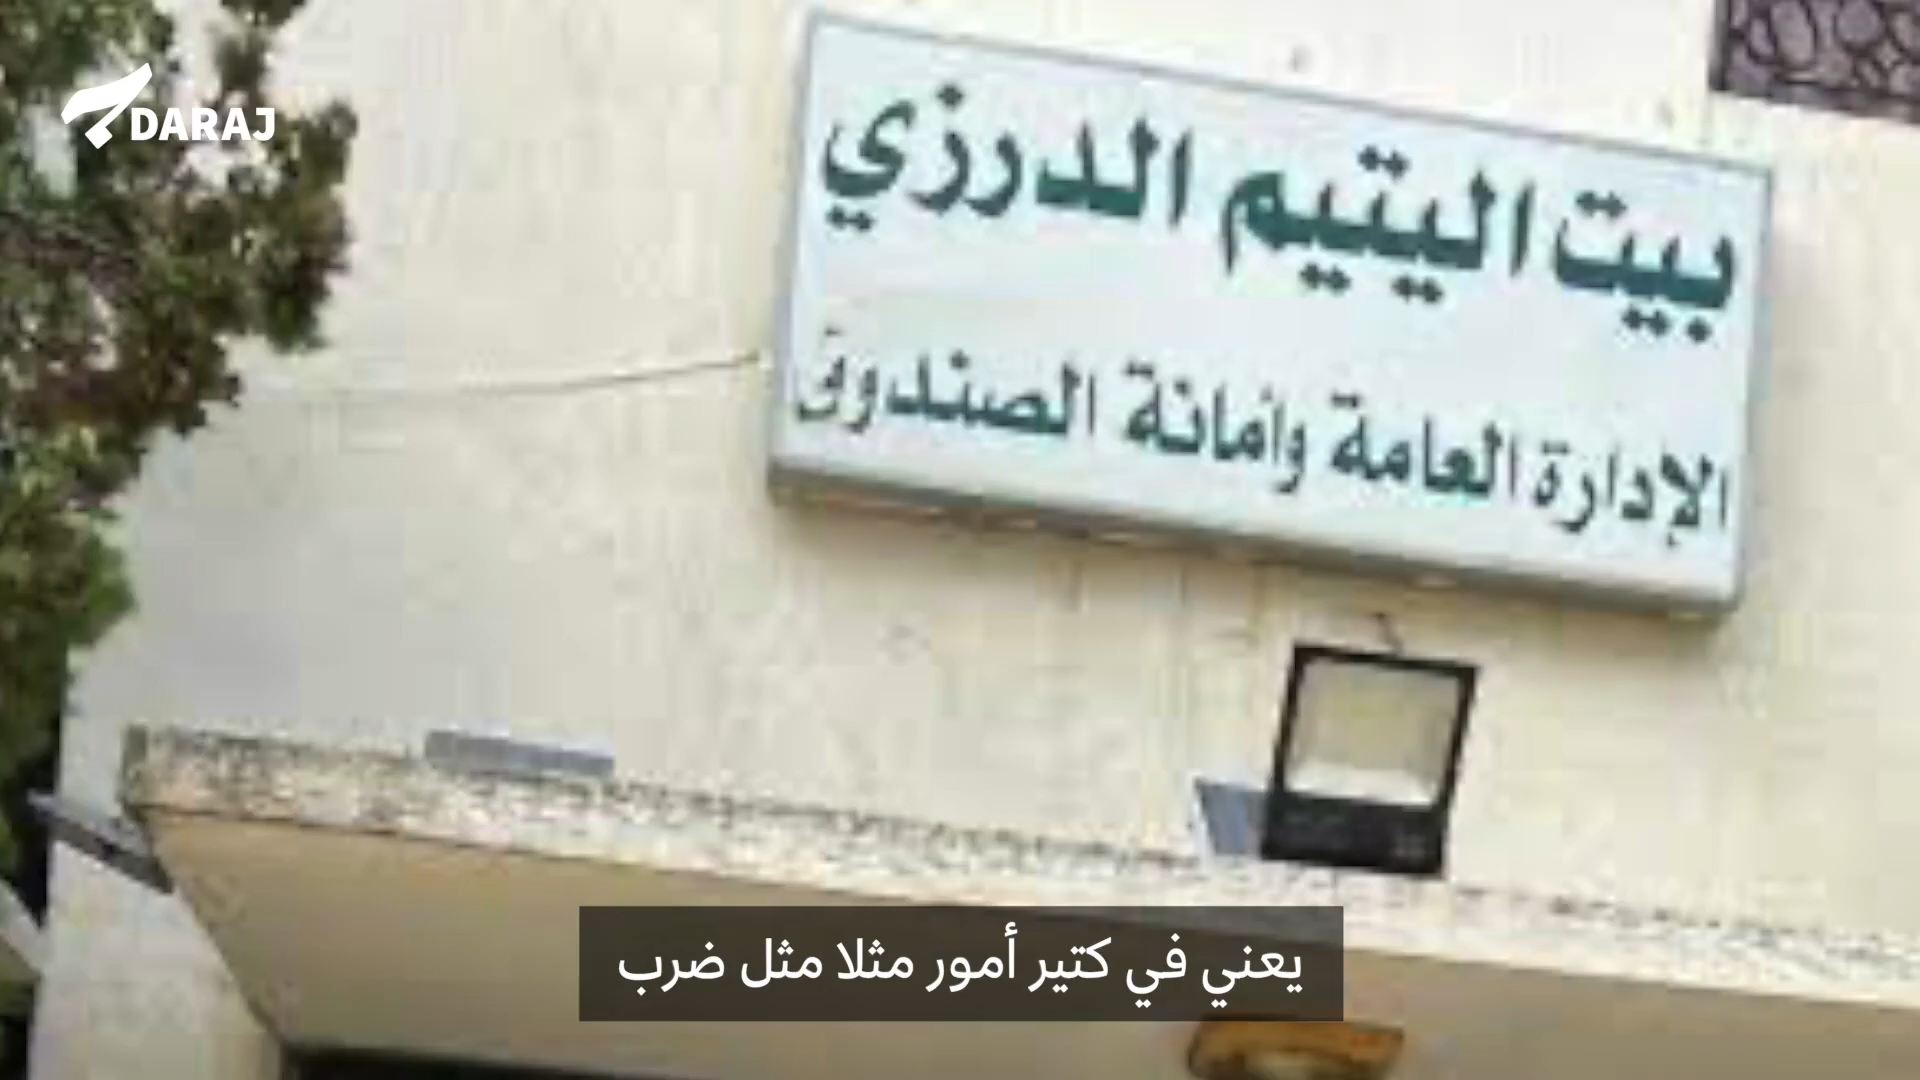 DARAJ
بيت اليتيم الدرزي
الإدارة العامة وأمانة الصندوق
يعني في كتير أمور مثلا مثل ضرب